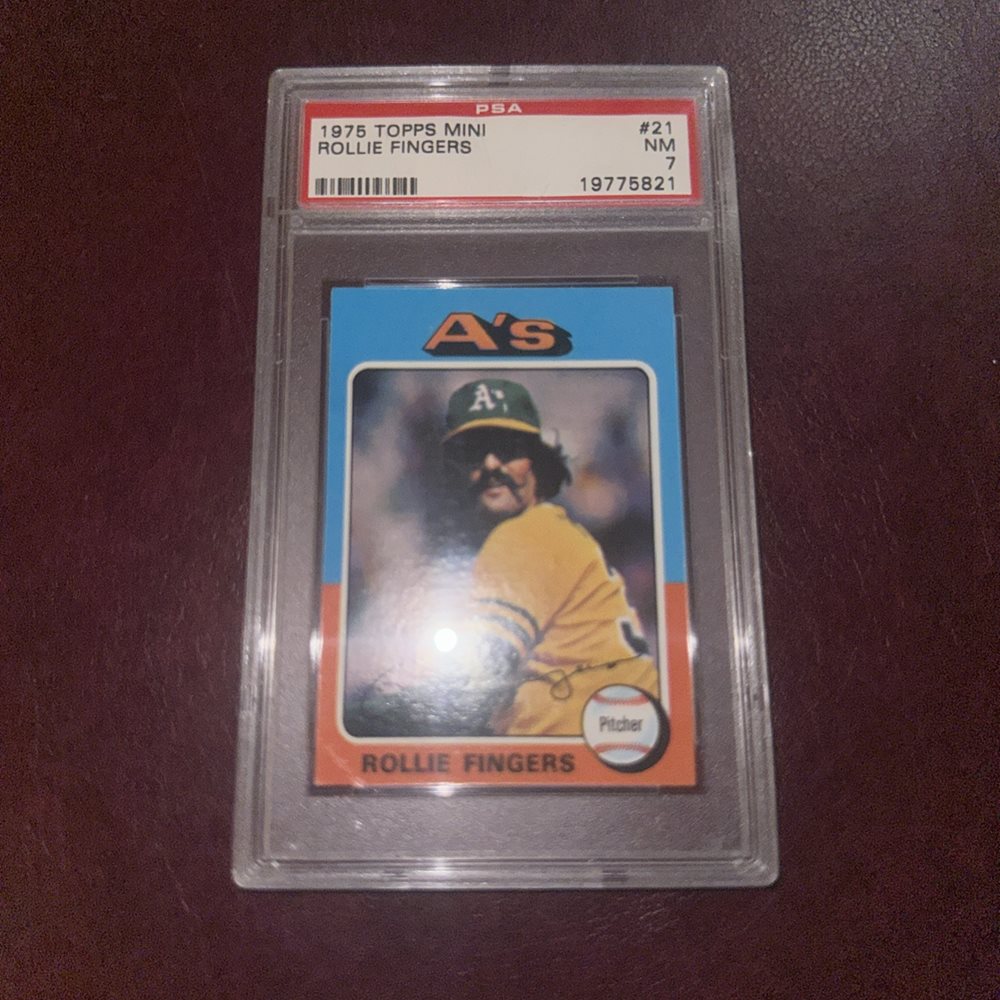 PSA
1975 TOPPS MINI #21
ROLLIE FINGERS NM
7
19775821
A's
A's
Pitcher
ROLLIE FINGERS